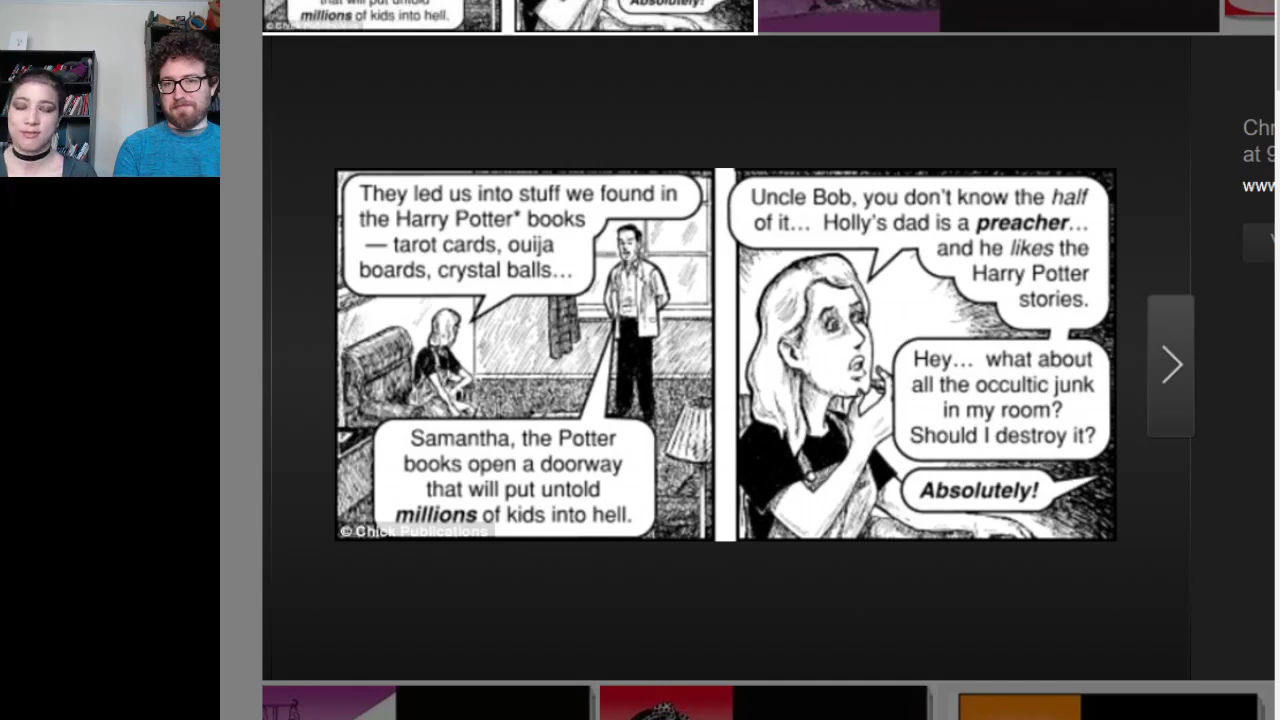 that will put untold
millions of kids into hell.
Absolutely!
They led us into stuff we found in
the Harry Potter* books
— tarot cards, ouija
boards, crystal balls…
Samantha, the Potter
books open a doorway
that will put untold
millions of kids into hell.
© Chick Publications
Uncle Bob, you don't know the half
of it… Holly's dad is a preacher…
and he likes the
Harry Potter
stories.
Hey… what about
all the occultic junk
in my room?
Should I destroy it?
Absolutely!
at 9
www